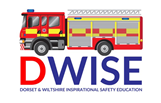 DWISE
DORSET & WILTSHIRE INSPIRATIONAL SAFETY EDUCATION